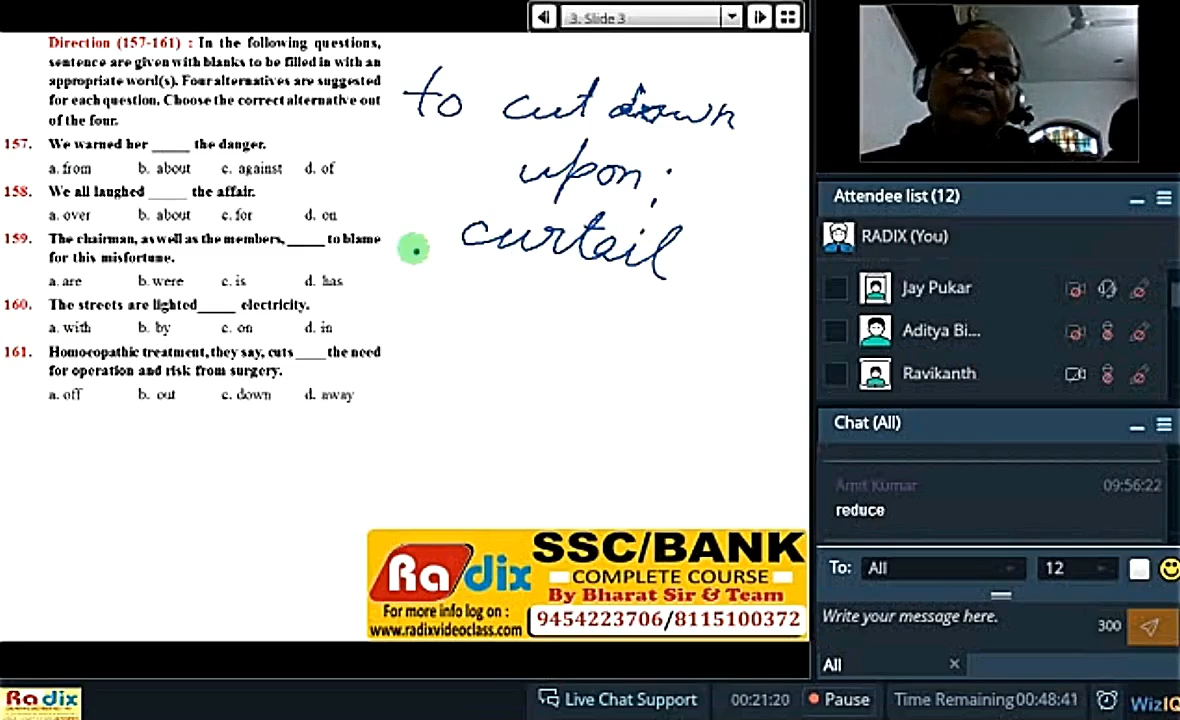 3. Slide 3
Direction (157-161) : In the following questions,
sentence are given with blanks to be filled in with an
appropriate word(s). Four alternatives are suggested
for each question. Choose the correct alternative out
of the four.
157. We warned her _____ the danger.
a. from b. about c. against d. of
158. We all laughed _____ the affair.
a. over b. about c. for d. on
159. The chairman, as well as the members, _____ to blame
for this misfortune.
a. are b. were c. is d. has
160. The streets are lighted_____ electricity.
a. with b. by c. on d. in
161. Homoeopathic treatment, they say, cuts ____ the need
for operation and risk from surgery.
a. off b. out c. down d. away
to cut down
upon;
curtail
Radix
For more info log on :
www.radixvideoclass.com
SSC/BANK
COMPLETE COURSE
By Bharat Sir & Team
9454223706/8115100372
Attendee list (12)
RADIX (You)
Jay Pukar
Aditya Bi...
Ravikanth
Chat (All)
Amit Kumar 09:56:22
reduce
To: All 12
Write your message here. 300
All
Radix
Live Chat Support 00:21:20 Pause Time Remaining 00:48:41 WizIQ